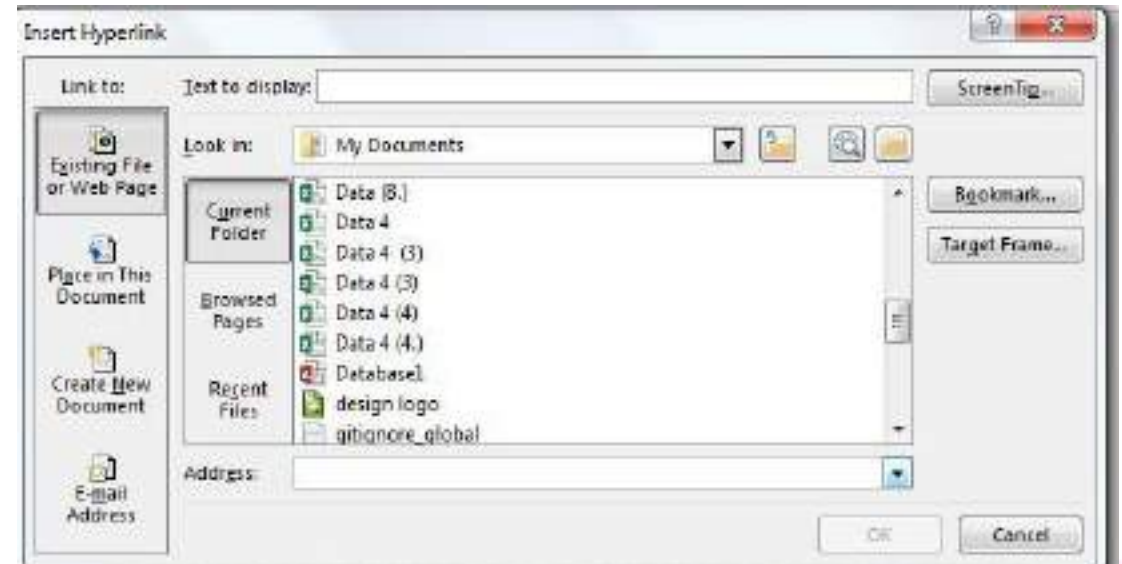 Insert Hyperlink
Link to:
Text to display:
ScreenTip...
Existing File
or Web Page
Look in:
My Documents
Current
Folder
Data (8.)
Data 4
Data 4 (3)
Data 4 (3)
Data 4 (4)
Data 4 (4.)
Database1
design logo
gitignore_global
Bookmark...
Target Frame...
Place in This
Document
Browsed
Pages
Create New
Document
Recent
Files
E-mail
Address
Address:
OK
Cancel